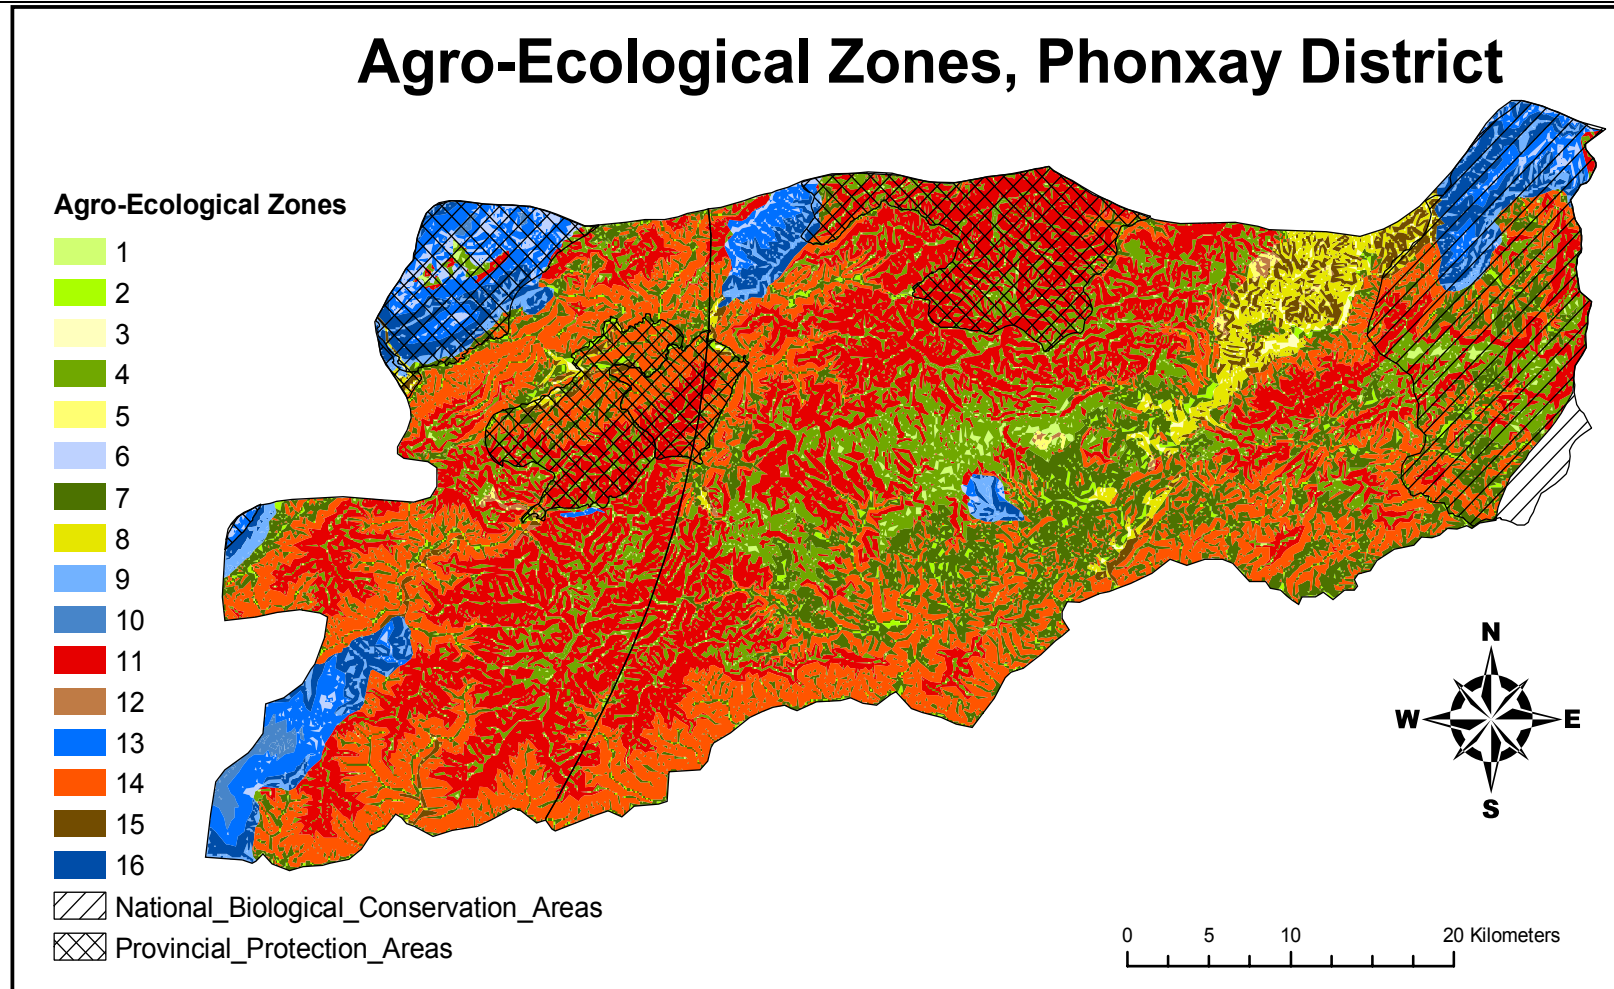 Agro-Ecological Zones, Phonxay District
Agro-Ecological Zones
1
2
3
4
5
6
7
8
9
10
11
12
13
14
15
16
National_Biological_Conservation_Areas
Provincial_Protection_Areas
N
W E
S
0 5 10 20 Kilometers